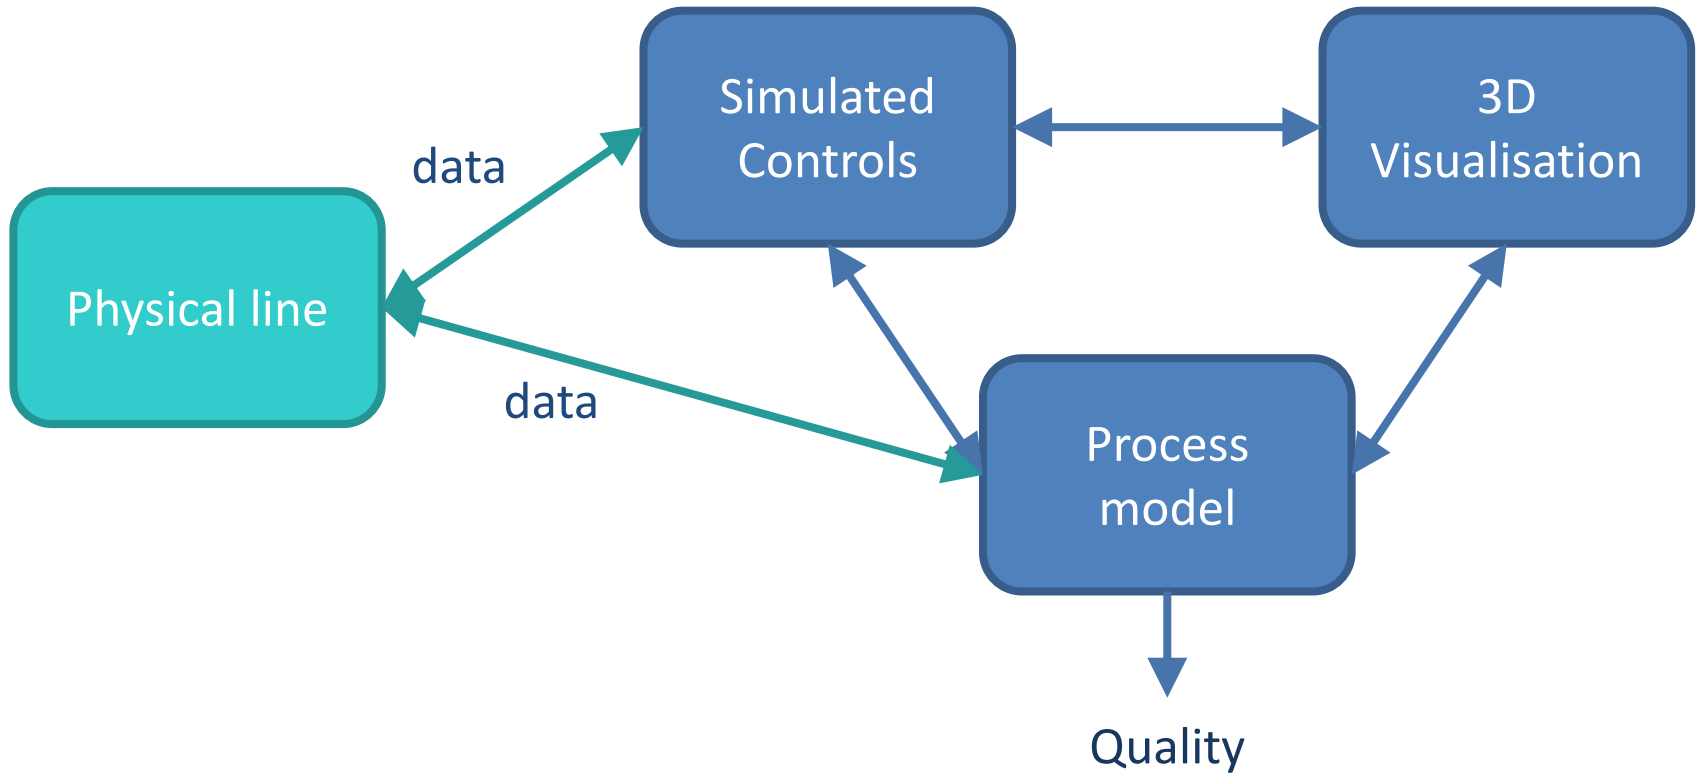 Simulated
Controls
3D
Visualisation
data
Physical line
data
Process
model
Quality